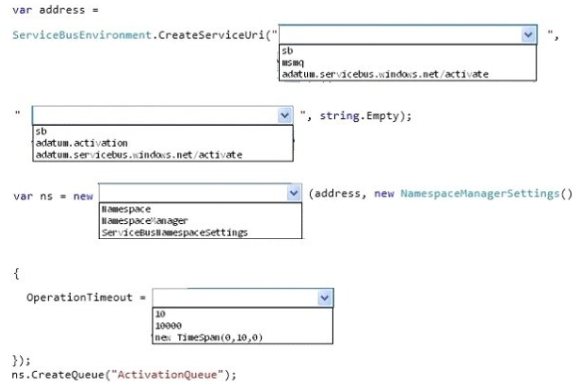 var address =
ServiceBusEnvironment.CreateServiceUri(" ",
sb
msmq
adatum.servicebus.windows.net/activate
" ", string.Empty);
sb
adatum.activation
adatum.servicebus.windows.net/activate
var ns = new (address, new NamespaceManagerSettings()
Namespace
NamespaceManager
ServiceBusNamespaceSettings
{
OperationTimeout =
10
10000
new TimeSpan(0,10,0)
});
ns.CreateQueue("ActivationQueue");